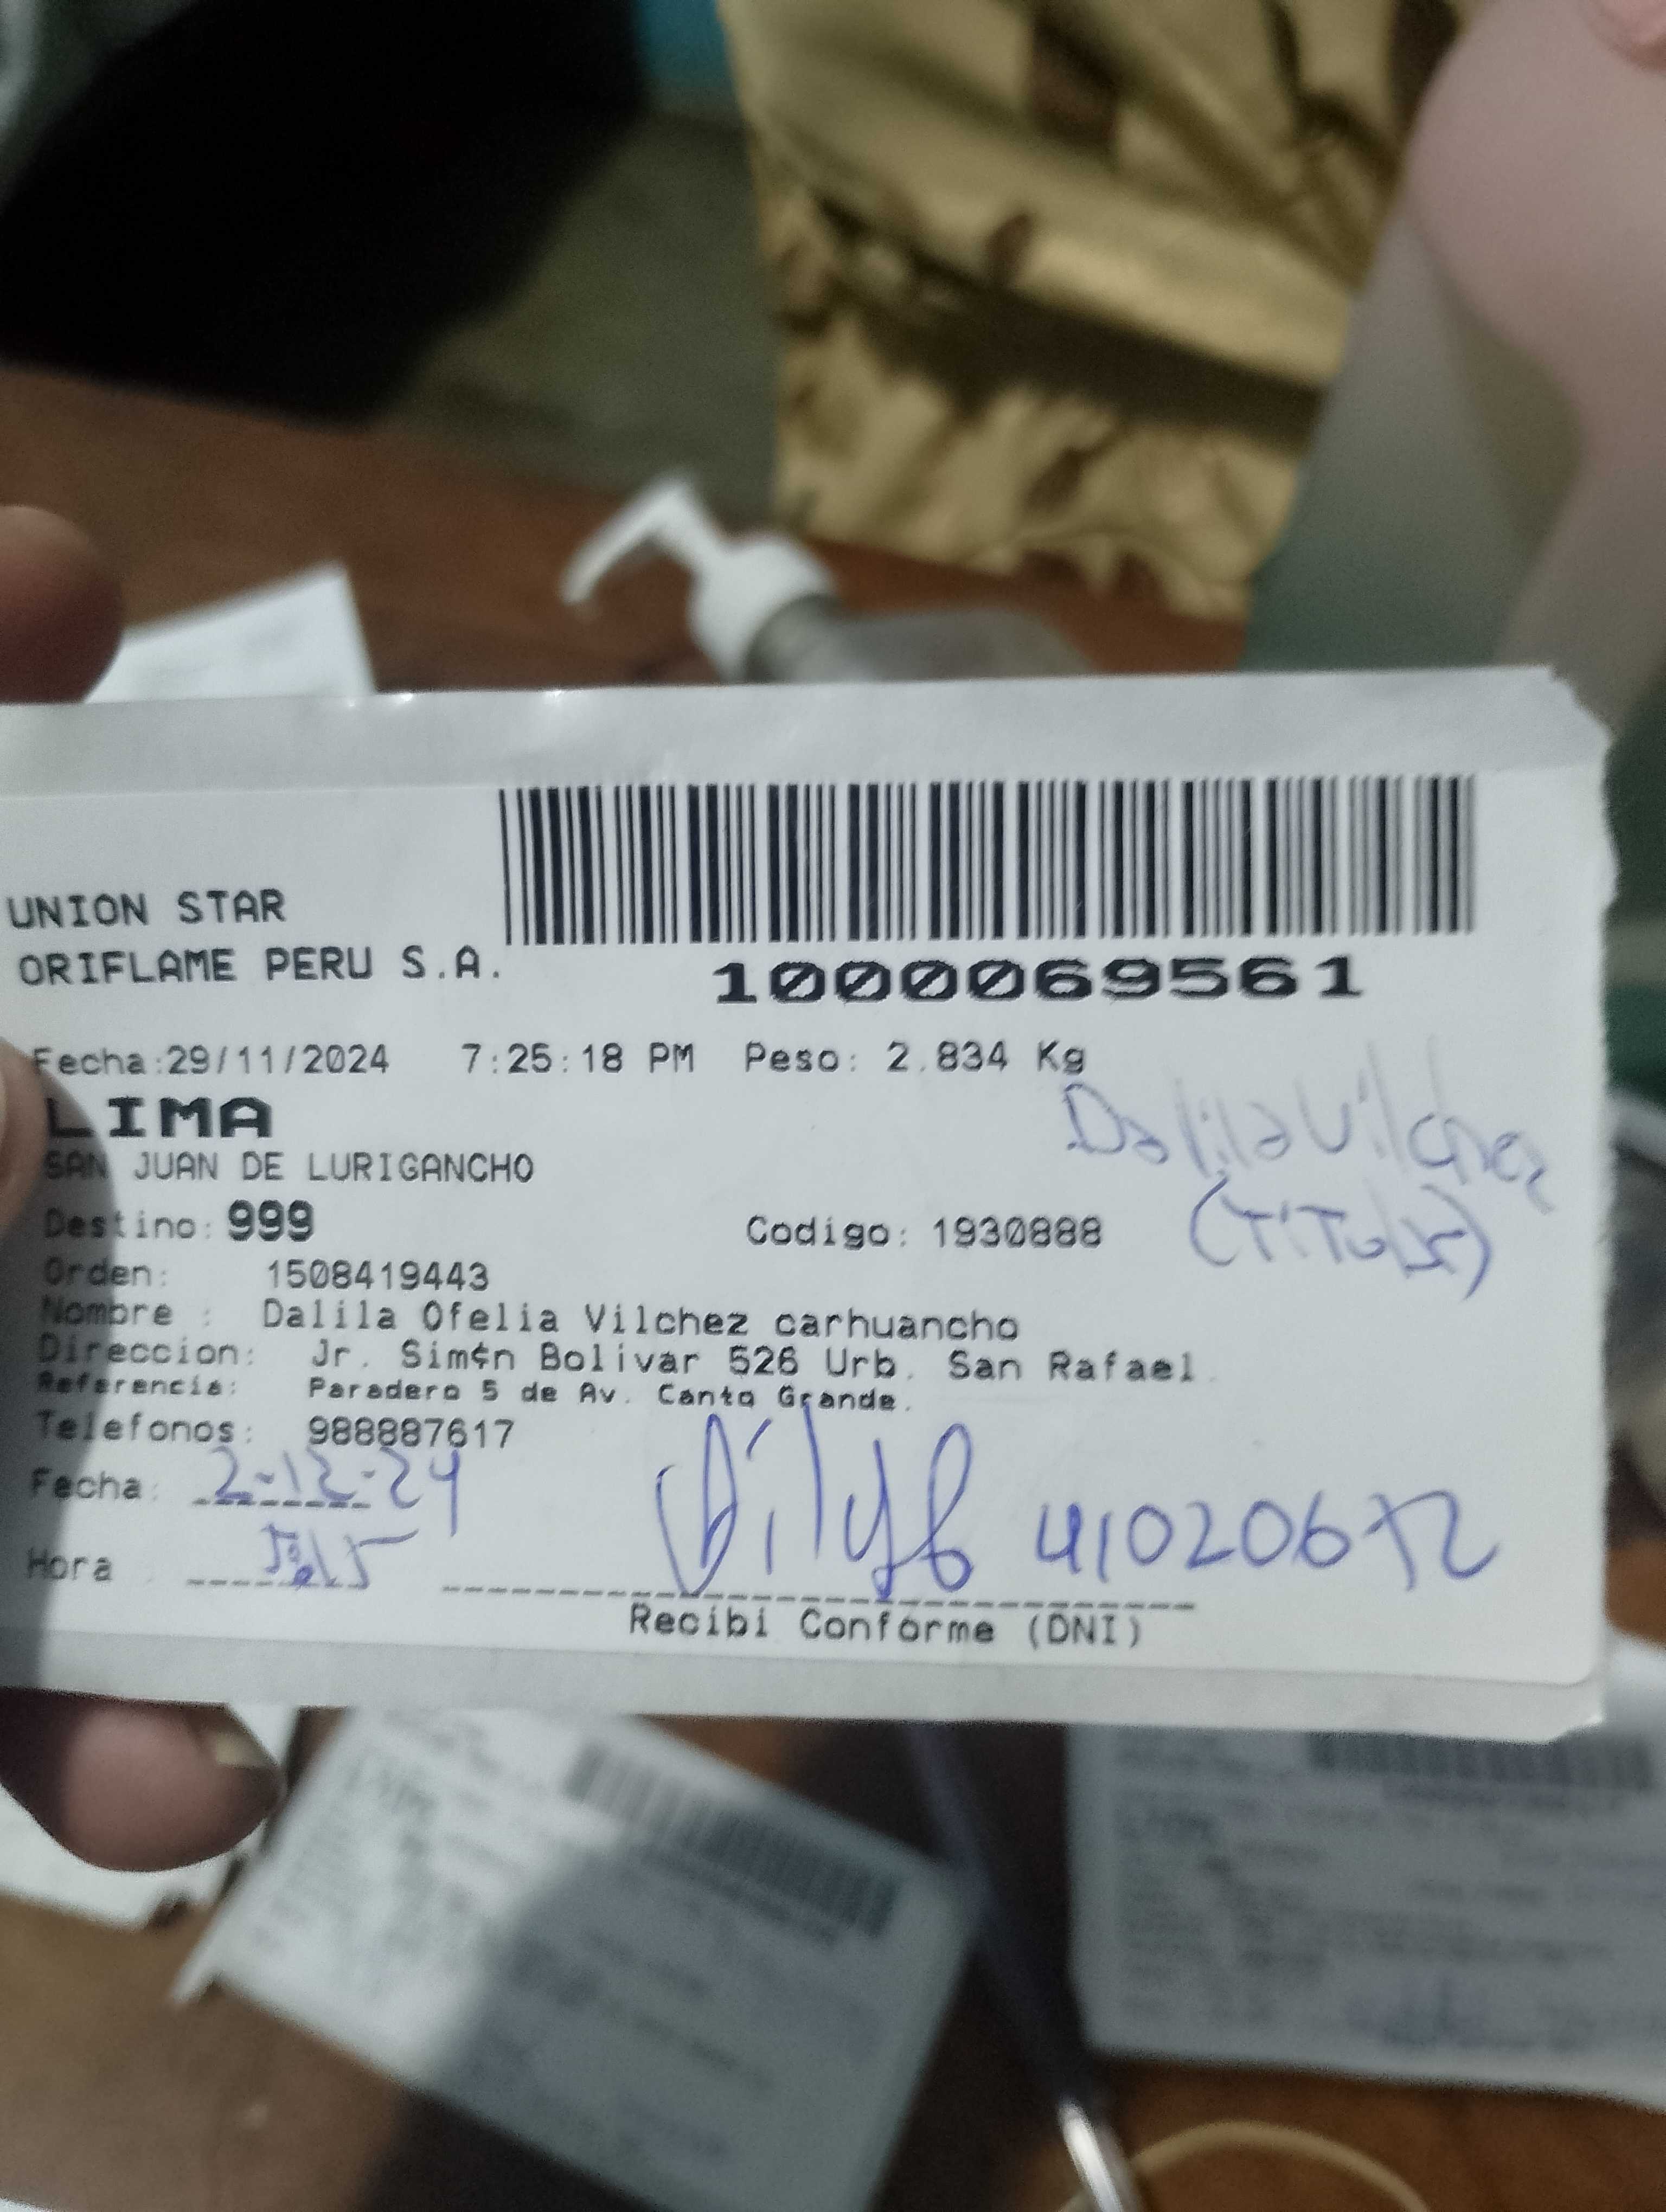 UNION STAR
ORIFLAME PERU S.A.
1000069561
Fecha:29/11/2024 7:25:18 PM Peso: 2.834 Kg
LIMA
Dalila Vilchez
SAN JUAN DE LURIGANCHO
(TiTular)
Destino: 999 Codigo: 1930888
Orden: 1508419443
Nombre : Dalila Ofelia Vilchez carhuancho
Direccion: Jr. Sim¢n Bolivar 526 Urb. San Rafael.
Referencia: Paradero 5 de Av. Canto Grande.
Telefonos: 988887617
Fecha: 2-12-24
Hora 41020672
Recibi Conforme (DNI)